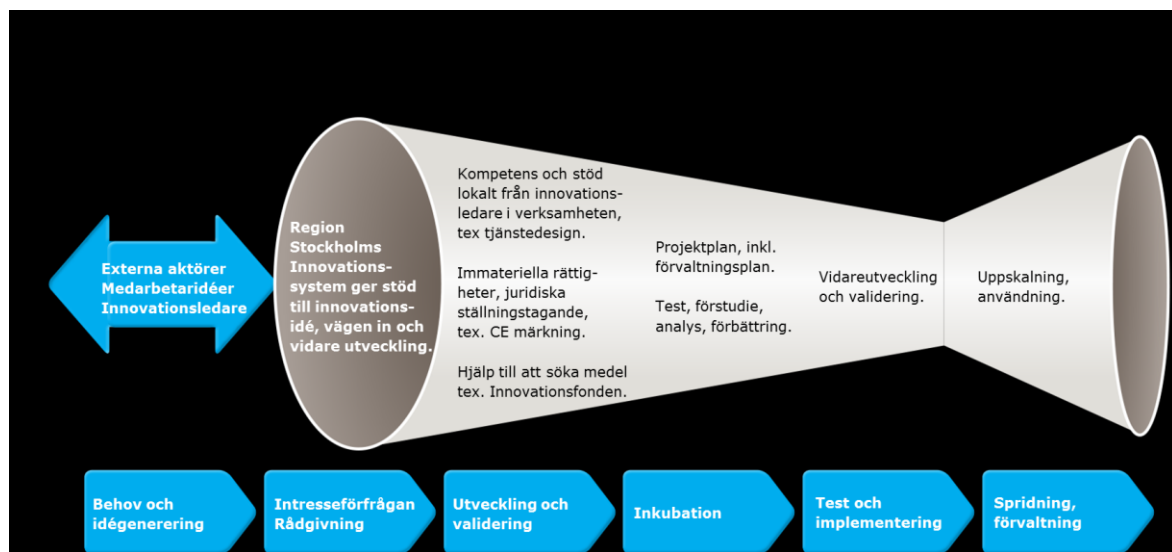 Externa aktörer
Medarbetaridéer
Innovationsledare
Region
Stockholms
Innovations-
system ger stöd
till innovations-
idé, vägen in och
vidare utveckling.
Kompetens och stöd
lokalt från innovations-
ledare i verksamheten,
tex tjänstedesign.
Immateriella rättig-
heter, juridiska
ställningstagande,
tex. CE märkning.
Hjälp till att söka medel
tex. Innovationsfonden.
Projektplan, inkl.
förvaltningsplan.
Test, förstudie,
analys, förbättring.
Vidareutveckling
och validering.
Uppskalning,
användning.
Behov och
idégenerering
Intresseförfrågan
Rådgivning
Utveckling och
validering
Inkubation
Test och
implementering
Spridning,
förvaltning